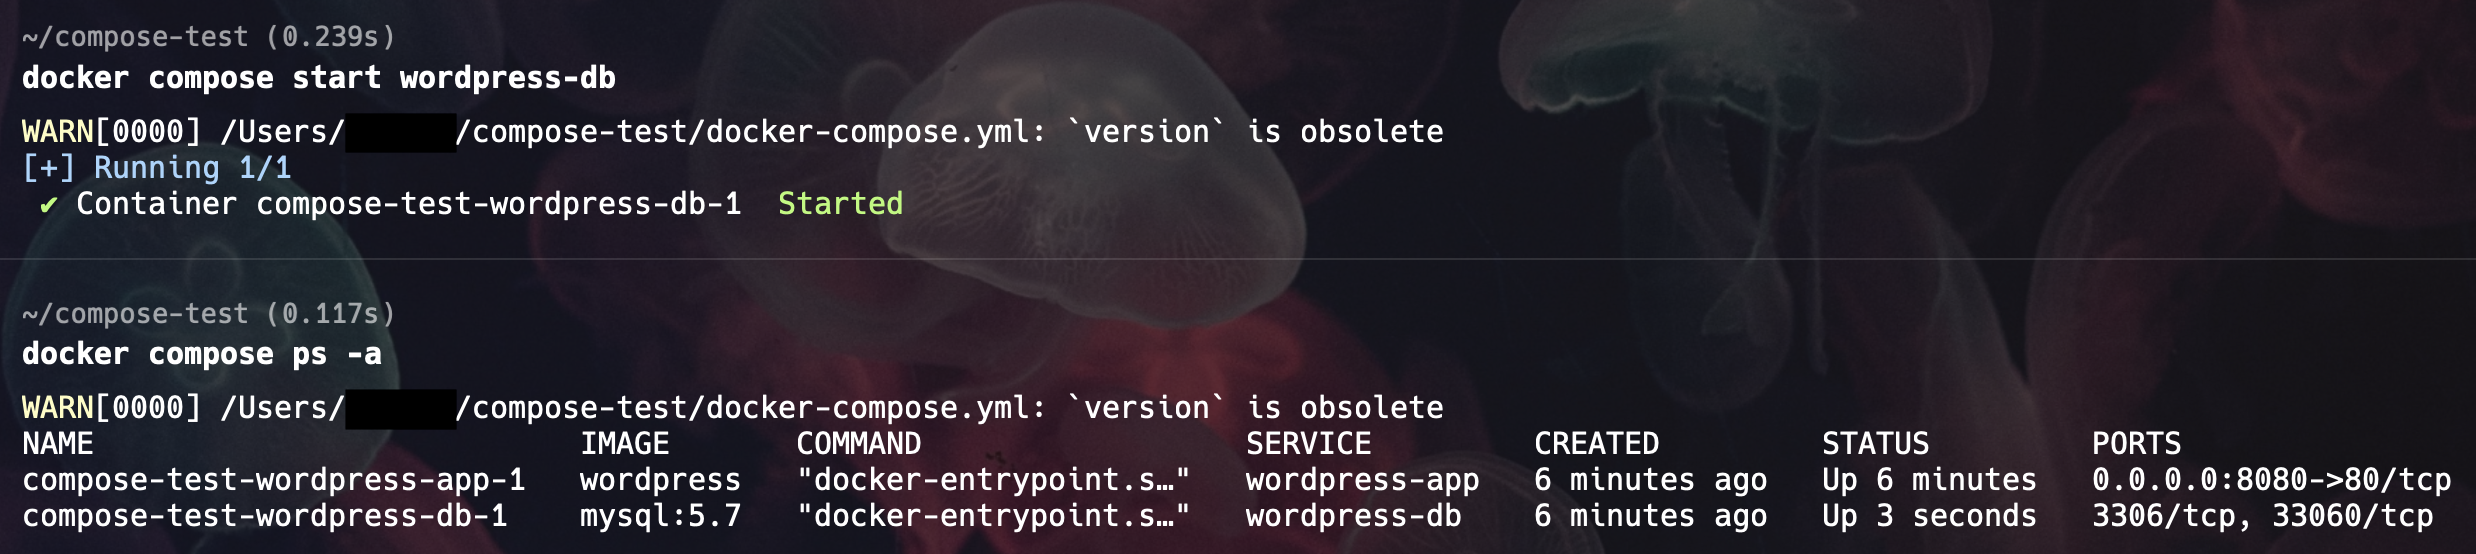 ~/compose-test (0.239s)
docker compose start wordpress-db
WARN[0000] /Users/ /compose-test/docker-compose.yml: `version` is obsolete
[+] Running 1/1
✔ Container compose-test-wordpress-db-1 Started
~/compose-test (0.117s)
docker compose ps -a
WARN[0000] /Users/ /compose-test/docker-compose.yml: `version` is obsolete
NAME IMAGE COMMAND SERVICE CREATED STATUS PORTS
compose-test-wordpress-app-1 wordpress "docker-entrypoint.s…" wordpress-app 6 minutes ago Up 6 minutes 0.0.0.0:8080->80/tcp
compose-test-wordpress-db-1 mysql:5.7 "docker-entrypoint.s…" wordpress-db 6 minutes ago Up 3 seconds 3306/tcp, 33060/tcp